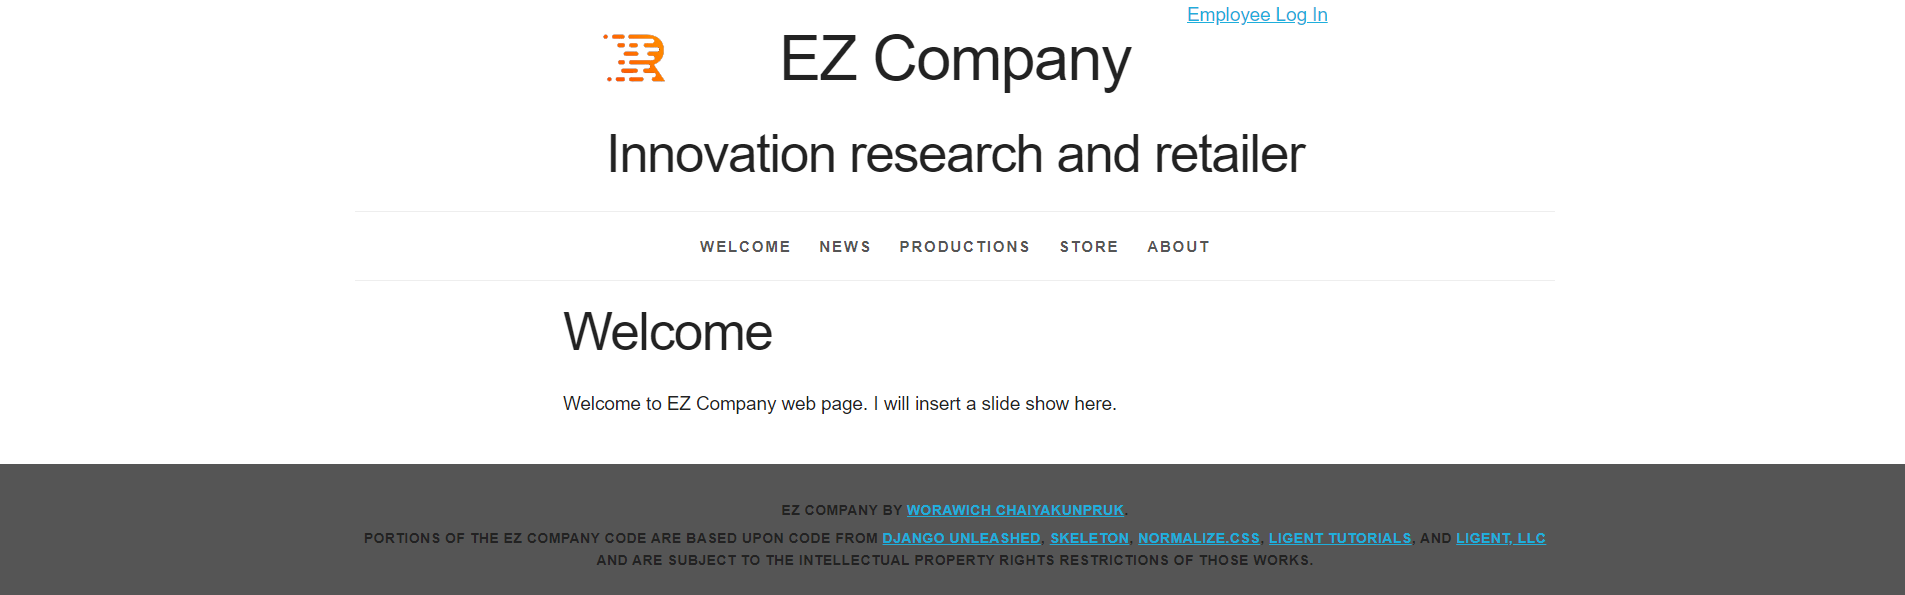 Employee Log In
EZ Company
Innovation research and retailer
WELCOME NEWS PRODUCTIONS STORE ABOUT
Welcome
Welcome to EZ Company web page. I will insert a slide show here.
EZ COMPANY BY WORAWICH CHAIYAKUNPRUK.
PORTIONS OF THE EZ COMPANY CODE ARE BASED UPON CODE FROM DJANGO UNLEASHED, SKELETON, NORMALIZE.CSS, LIGENT TUTORIALS, AND LIGENT, LLC
AND ARE SUBJECT TO THE INTELLECTUAL PROPERTY RIGHTS RESTRICTIONS OF THOSE WORKS.